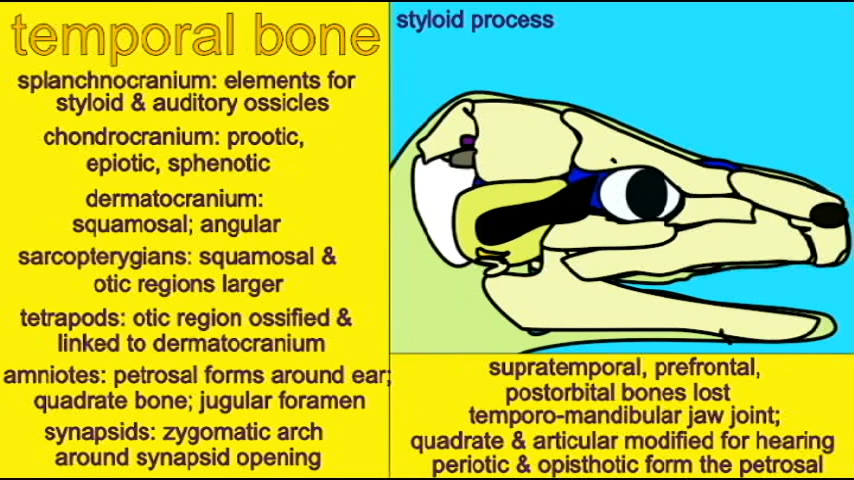 temporal bone
splanchnocranium: elements for
styloid & auditory ossicles
chondrocranium: prootic,
epiotic, sphenotic
dermatocranium:
squamosal; angular
sarcopterygians: squamosal &
otic regions larger
tetrapods: otic region ossified &
linked to dermatocranium
amniotes: petrosal forms around ear;
quadrate bone; jugular foramen
synapsids: zygomatic arch
around synapsid opening
styloid process
supratemporal, prefrontal,
postorbital bones lost
temporo-mandibular jaw joint;
quadrate & articular modified for hearing
periotic & opisthotic form the petrosal